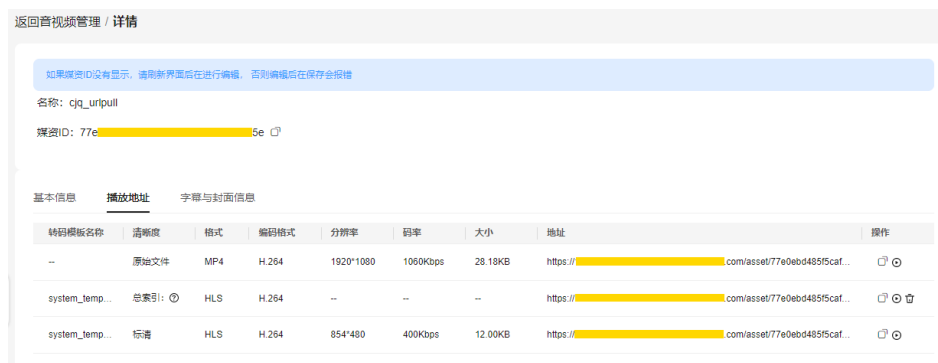 返回音视频管理 / 详情
如果媒资ID没有显示，请刷新界面后在进行编辑， 否则编辑后在保存会报错
名称：cjq_urlpull
媒资ID：77e 5e
基本信息 播放地址 字幕与封面信息
转码模板名称 清晰度 格式 编码格式 分辨率 码率 大小 地址 操作
-- 原始文件 MP4 H.264 1920*1080 1060Kbps 28.18KB https:// .com/asset/77e0ebd485f5caf...
system_temp... 总索引： HLS H.264 -- -- -- https:// .com/asset/77e0ebd485f5caf...
system_temp... 标清 HLS H.264 854*480 400Kbps 12.00KB https:// .com/asset/77e0ebd485f5caf...